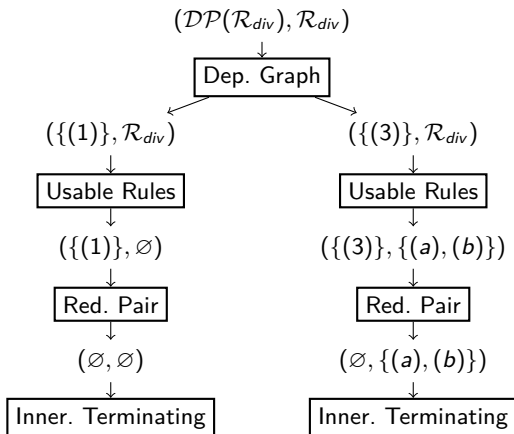 (𝒟𝒫(ℛ_div), ℛ_div)
Dep. Graph
({(1)}, ℛ_div) ({(3)}, ℛ_div)
Usable Rules Usable Rules
({(1)}, ∅) ({(3)}, {(a), (b)})
Red. Pair Red. Pair
(∅, ∅) (∅, {(a), (b)})
Inner. Terminating Inner. Terminating